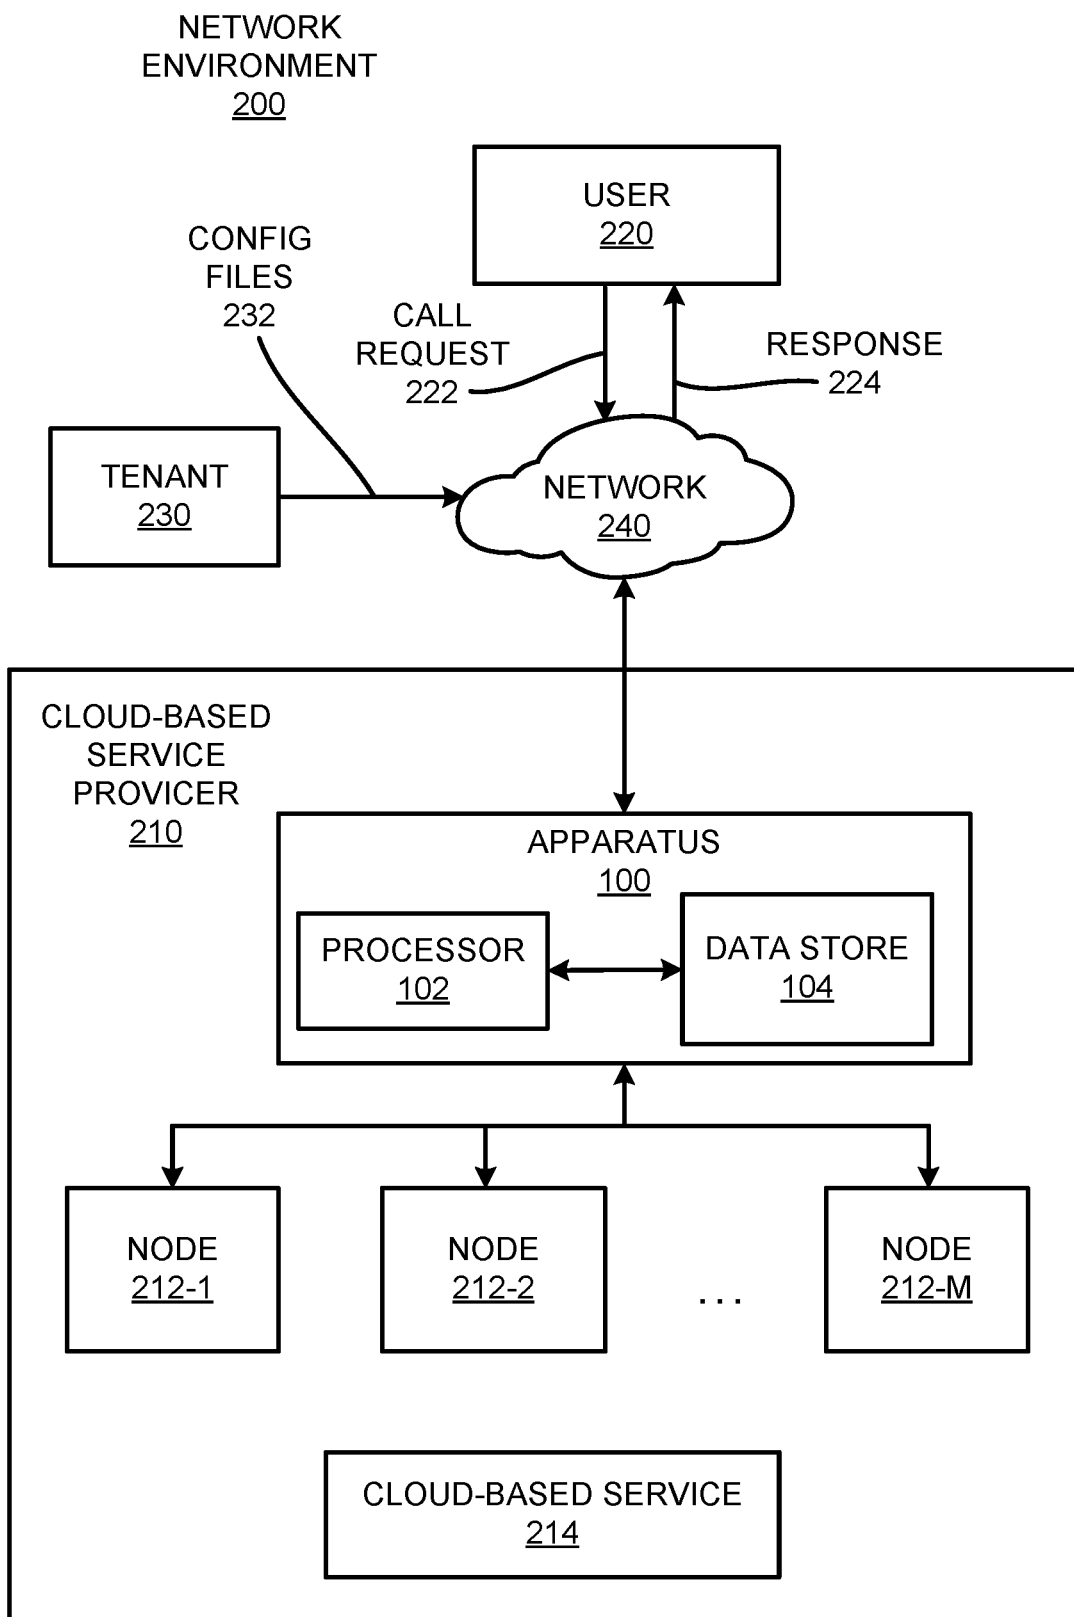 NETWORK
ENVIRONMENT
200
USER
220
CONFIG
FILES
232
CALL
REQUEST
222
RESPONSE
224
TENANT
230
NETWORK
240
CLOUD-BASED
SERVICE
PROVICER
210
APPARATUS
100
PROCESSOR
102
DATA STORE
104
NODE
212-1
NODE
212-2
. . .
NODE
212-M
CLOUD-BASED SERVICE
214